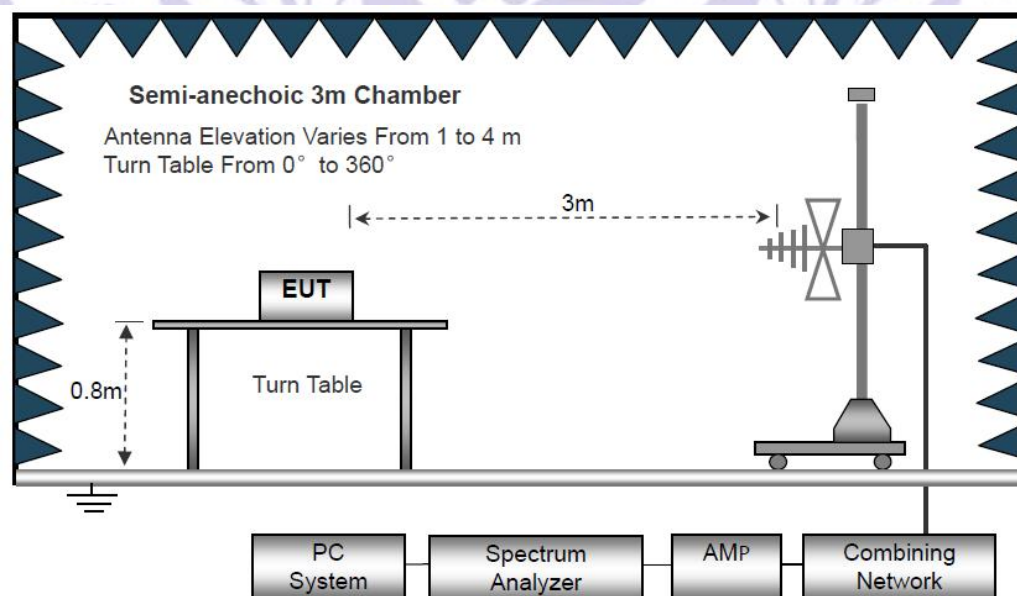 Semi-anechoic 3m Chamber
Antenna Elevation Varies From 1 to 4 m
Turn Table From 0° to 360°
3m
EUT
0.8m
Turn Table
PC
System
Spectrum
Analyzer
AMP
Combining
Network